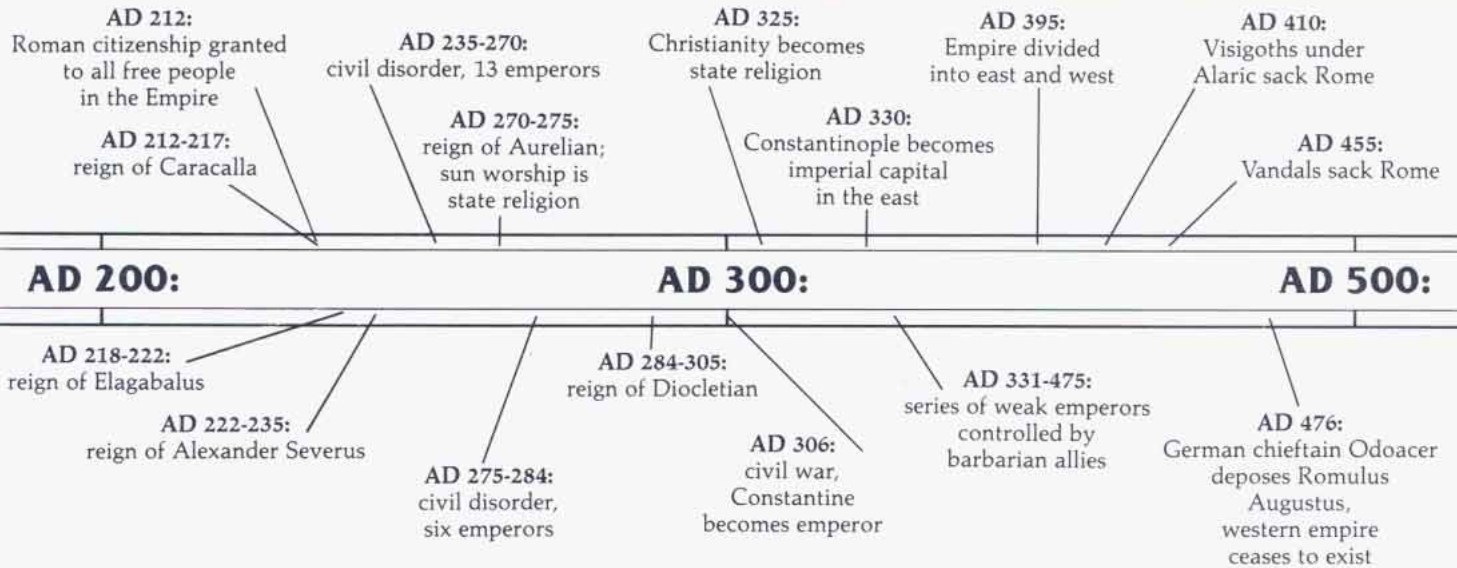 AD 212:
Roman citizenship granted
to all free people
in the Empire
AD 212-217:
reign of Caracalla
AD 235-270:
civil disorder, 13 emperors
AD 270-275:
reign of Aurelian;
sun worship is
state religion
AD 325:
Christianity becomes
state religion
AD 330:
Constantinople becomes
imperial capital
in the east
AD 395:
Empire divided
into east and west
AD 410:
Visigoths under
Alaric sack Rome
AD 455:
Vandals sack Rome
AD 200:
AD 300:
AD 500:
AD 218-222:
reign of Elagabalus
AD 222-235:
reign of Alexander Severus
AD 275-284:
civil disorder,
six emperors
AD 284-305:
reign of Diocletian
AD 306:
civil war,
Constantine
becomes emperor
AD 331-475:
series of weak emperors
controlled by
barbarian allies
AD 476:
German chieftain Odoacer
deposes Romulus
Augustus,
western empire
ceases to exist